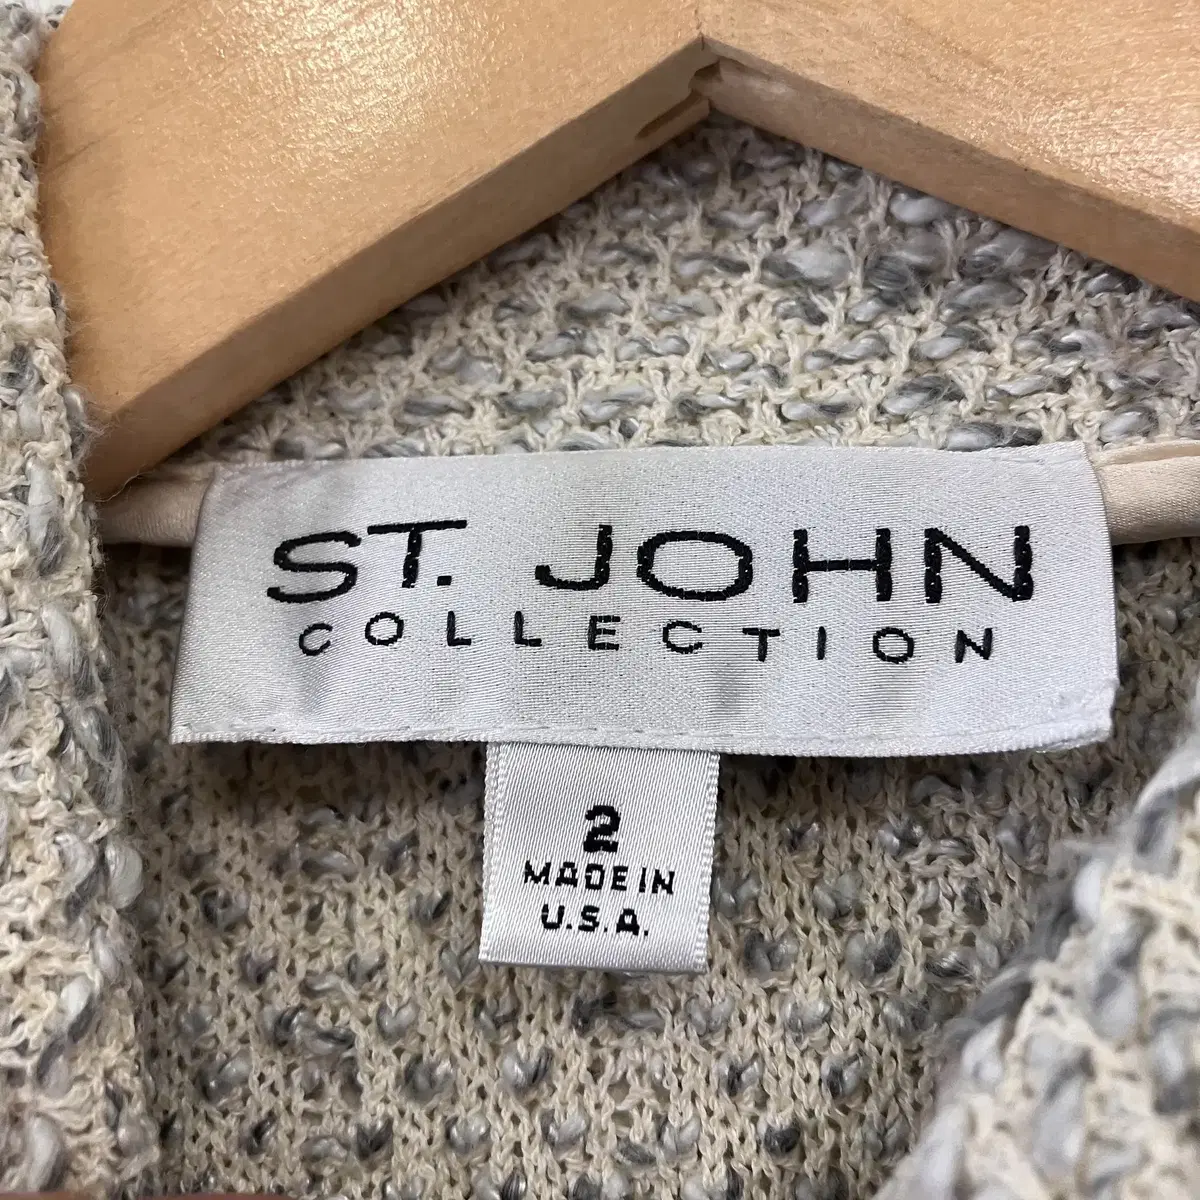 ST. JOHN
COLLECTION
2
MADE IN
U.S.A.